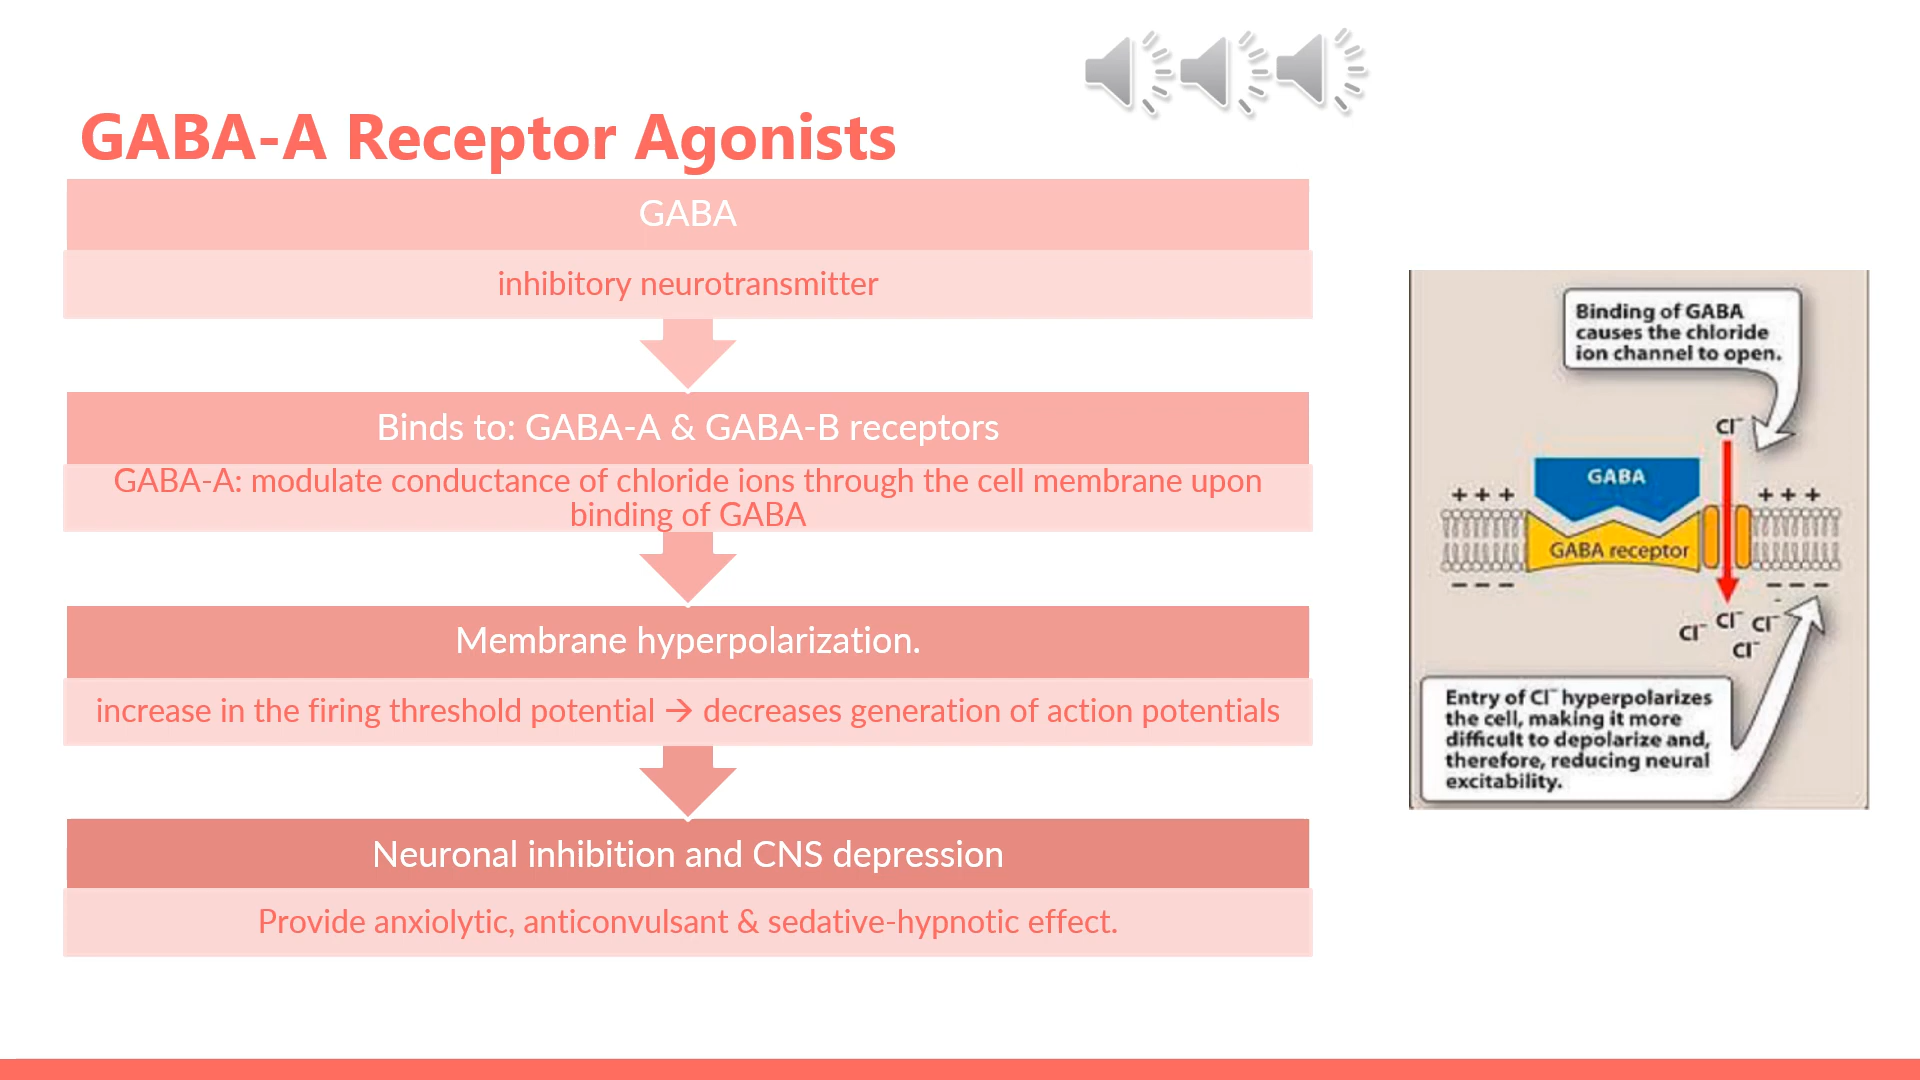 GABA-A Receptor Agonists
GABA
inhibitory neurotransmitter
Binds to: GABA-A & GABA-B receptors
GABA-A: modulate conductance of chloride ions through the cell membrane upon
binding of GABA
Membrane hyperpolarization.
increase in the firing threshold potential → decreases generation of action potentials
Neuronal inhibition and CNS depression
Provide anxiolytic, anticonvulsant & sedative-hypnotic effect.
Binding of GABA
causes the chloride
ion channel to open.
Cl⁻
GABA
+ + +
+ + +
GABA receptor
– – –
– – –
Cl⁻ Cl⁻ Cl⁻
Cl⁻
Entry of Cl⁻ hyperpolarizes
the cell, making it more
difficult to depolarize and,
therefore, reducing neural
excitability.